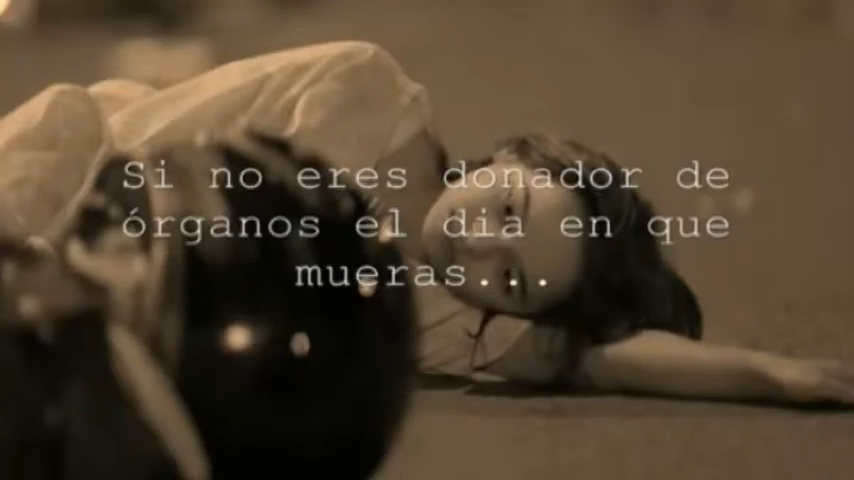 Si no eres donador de
órganos el dia en que
mueras...